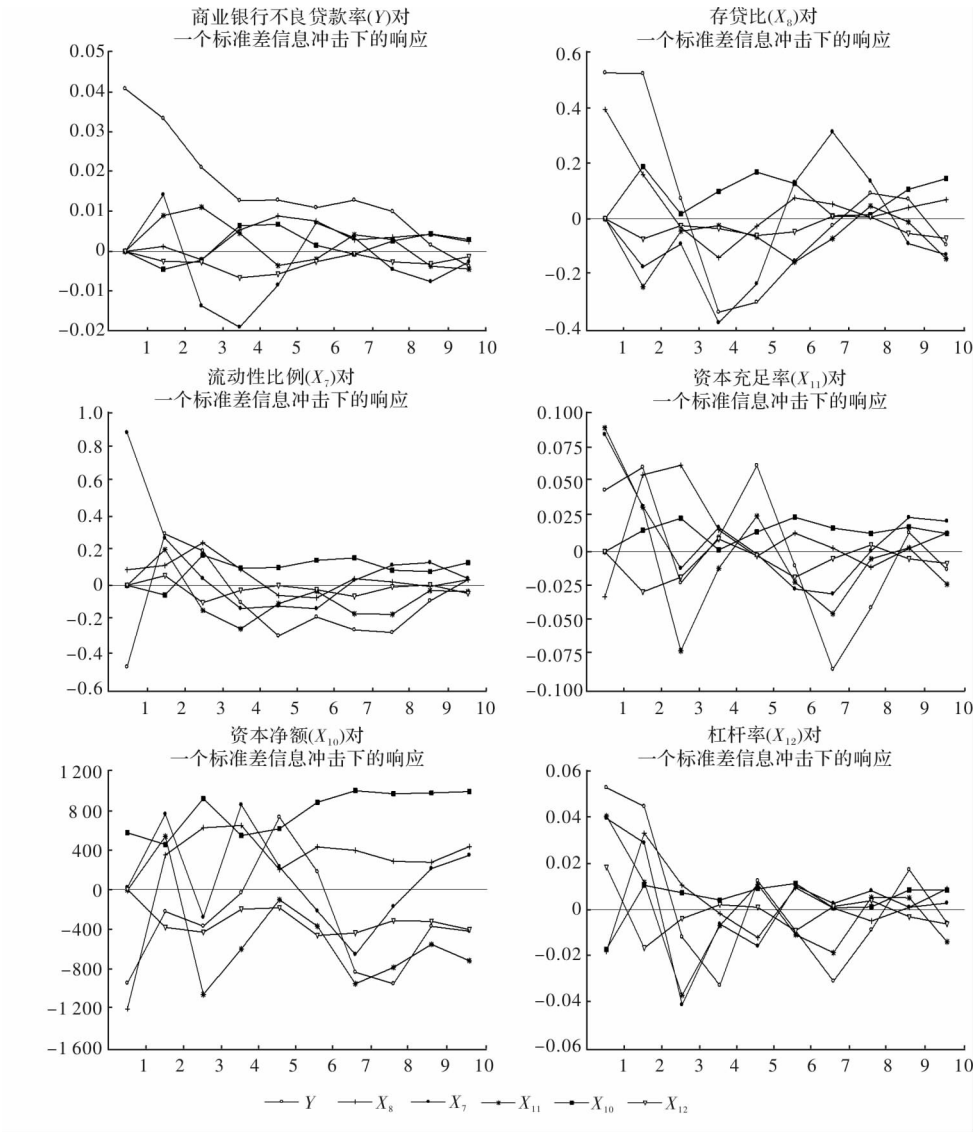 商业银行不良贷款率(Y)对
一个标准差信息冲击下的响应
0.05
0.04
0.03
0.02
0.01
0
-0.01
-0.02
1 2 3 4 5 6 7 8 9 10
存贷比(X8)对
一个标准差信息冲击下的响应
0.6
0.4
0.2
0
-0.2
-0.4
1 2 3 4 5 6 7 8 9 10
流动性比例(X7)对
一个标准差信息冲击下的响应
1.0
0.8
0.6
0.4
0.2
0
-0.2
-0.4
-0.6
1 2 3 4 5 6 7 8 9 10
资本充足率(X11)对
一个标准信息冲击下的响应
0.100
0.075
0.050
0.025
0
-0.025
-0.050
-0.075
-0.100
1 2 3 4 5 6 7 8 9 10
资本净额(X10)对
一个标准差信息冲击下的响应
1 200
8 00
400
0
-400
-800
-1 200
-1 600
1 2 3 4 5 6 7 8 9 10
杠杆率(X12)对
一个标准差信息冲击下的响应
0.06
0.04
0.02
0
-0.02
-0.04
-0.06
1 2 3 4 5 6 7 8 9 10
Y X8 X7 X11 X10 X12